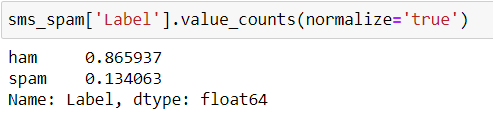 sms_spam['Label'].value_counts(normalize='true')
ham 0.865937
spam 0.134063
Name: Label, dtype: float64